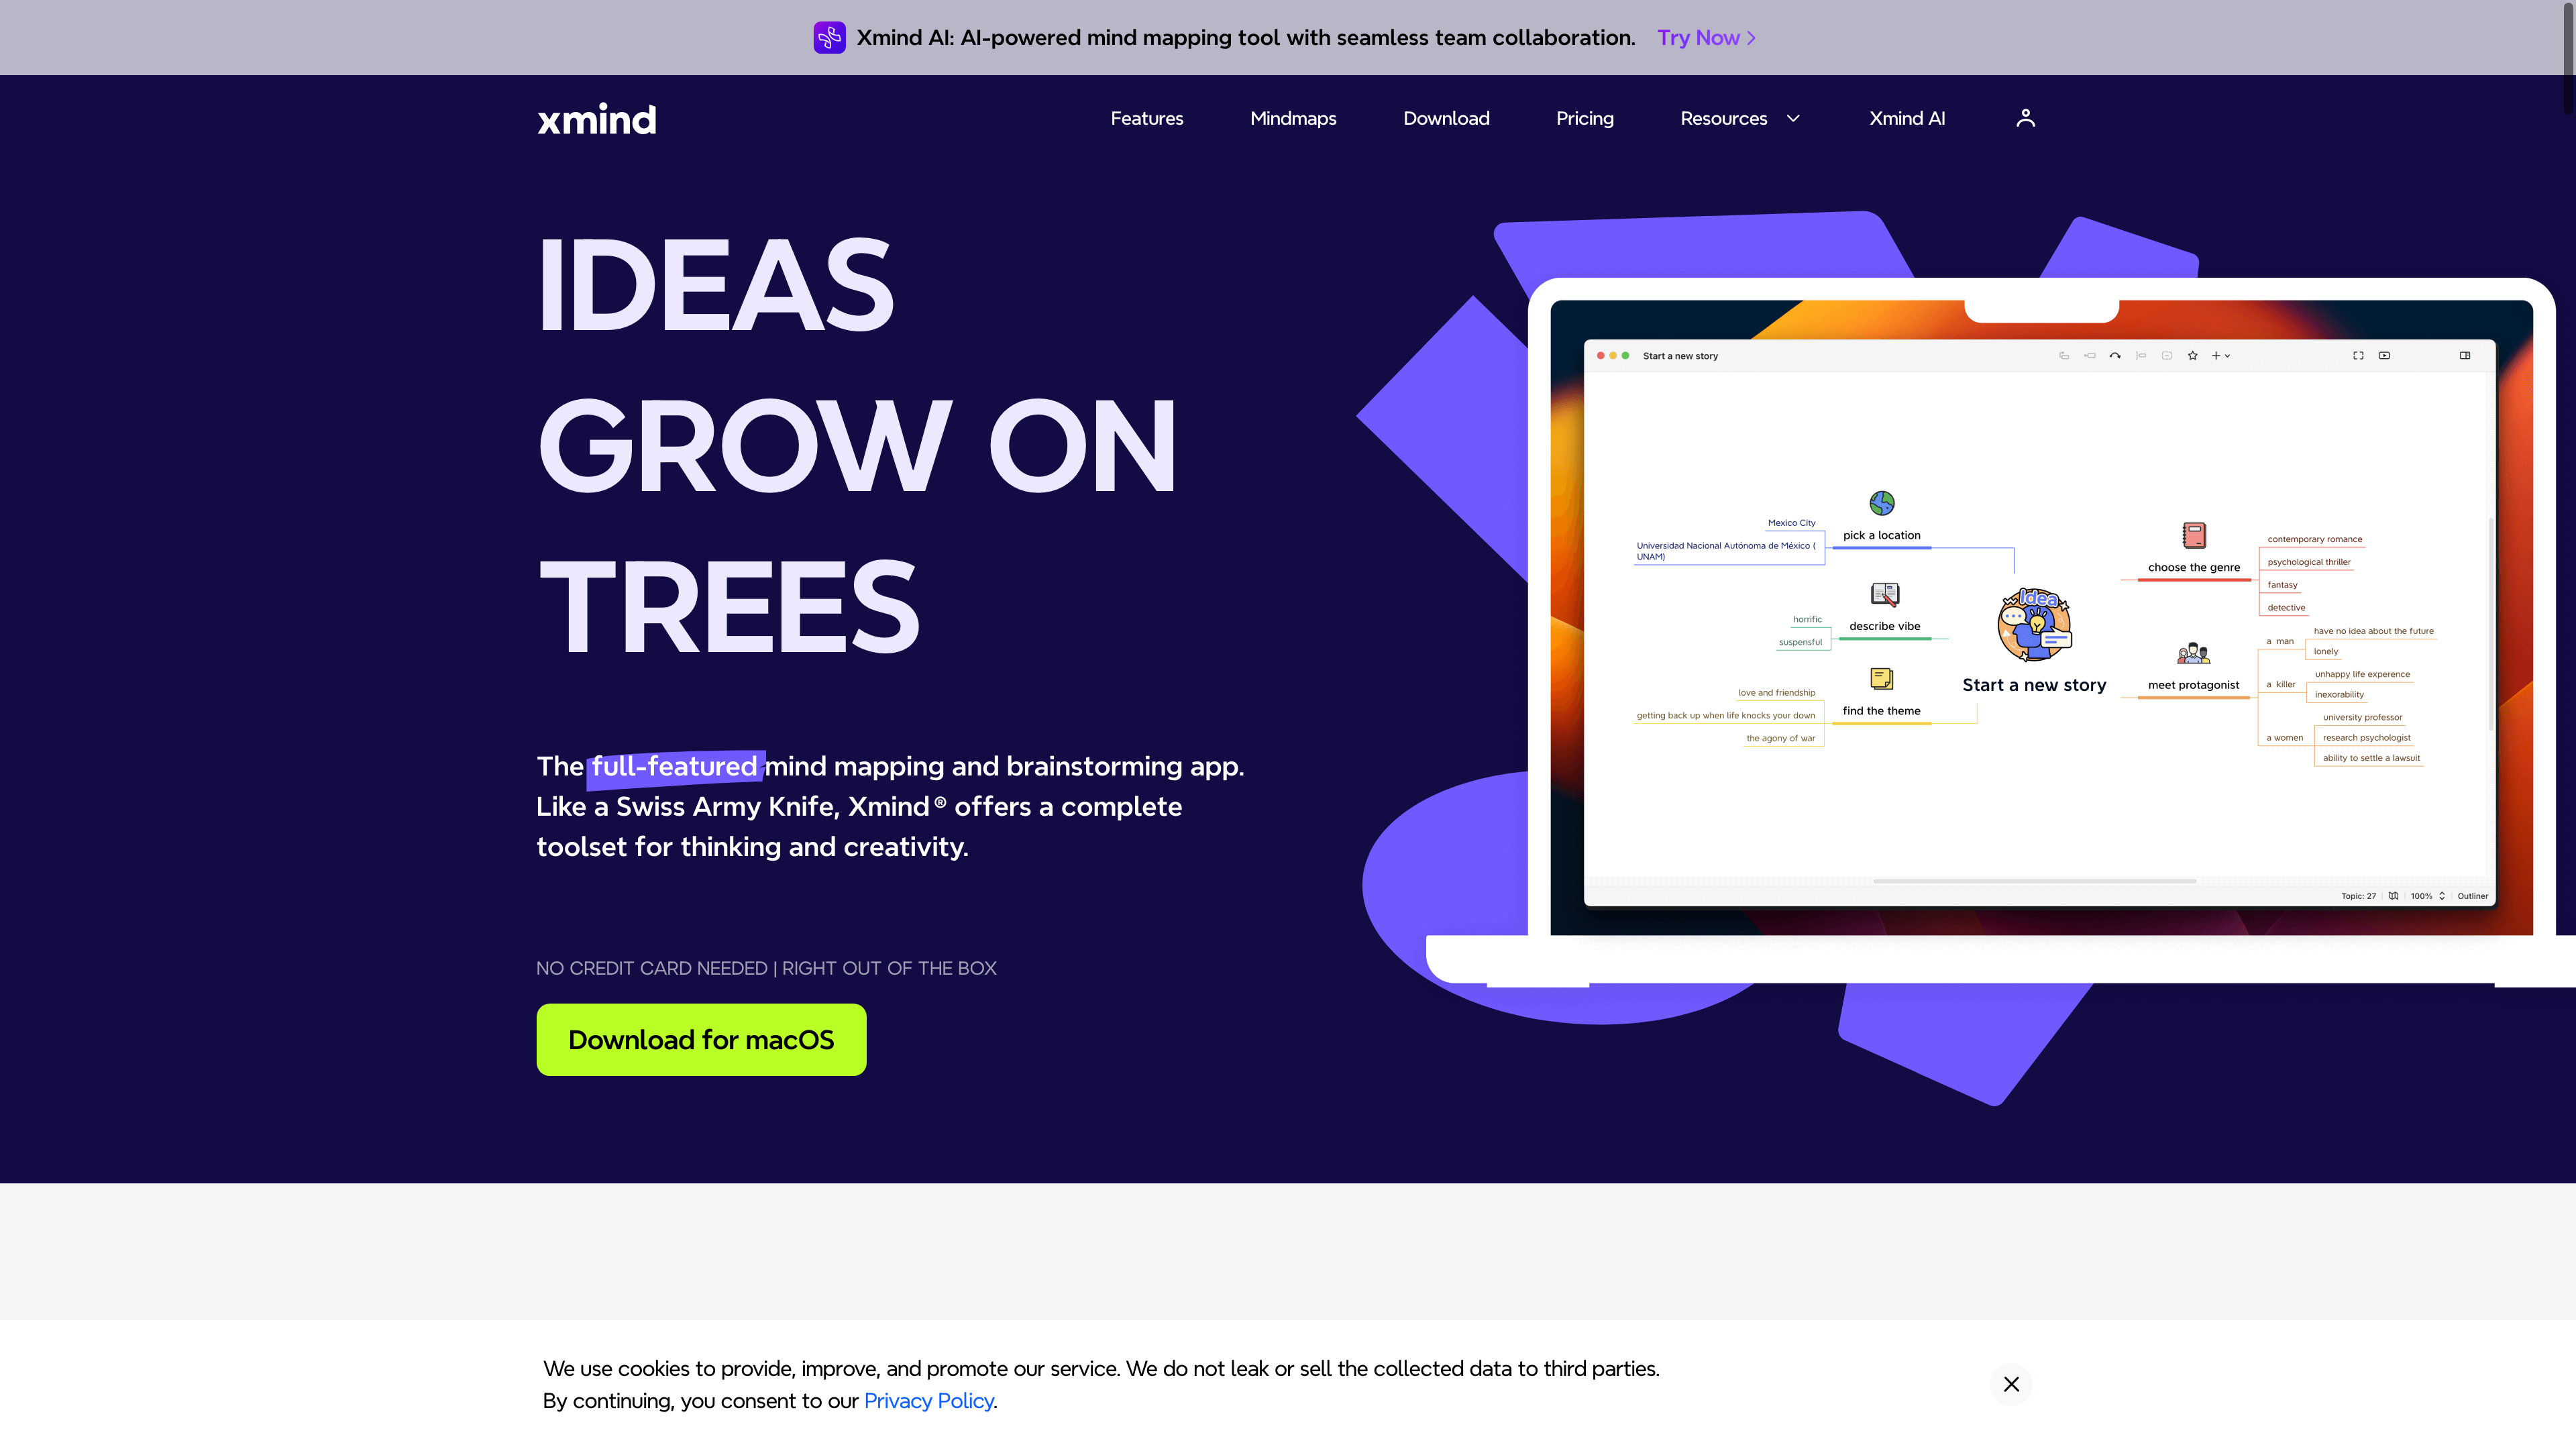 Xmind AI: AI-powered mind mapping tool with seamless team collaboration. Try Now
xmind
Features Mindmaps Download Pricing Resources Xmind AI
IDEAS
GROW ON
TREES
The full-featured mind mapping and brainstorming app.
Like a Swiss Army Knife, Xmind® offers a complete
toolset for thinking and creativity.
NO CREDIT CARD NEEDED | RIGHT OUT OF THE BOX
Download for macOS
Start a new story
Mexico City
Universidad Nacional Autónoma de México (
UNAM)
pick a location
horrific
suspensful
describe vibe
love and friendship
getting back up when life knocks your down
the agony of war
find the theme
Idea
Start a new story
choose the genre
contemporary romance
psychological thriller
fantasy
detective
meet protagonist
a man
have no idea about the future
lonely
a killer
unhappy life experence
inexorability
a women
university professor
research psychologist
ability to settle a lawsuit
Topic: 27 100% Outliner
We use cookies to provide, improve, and promote our service. We do not leak or sell the collected data to third parties.
By continuing, you consent to our Privacy Policy.